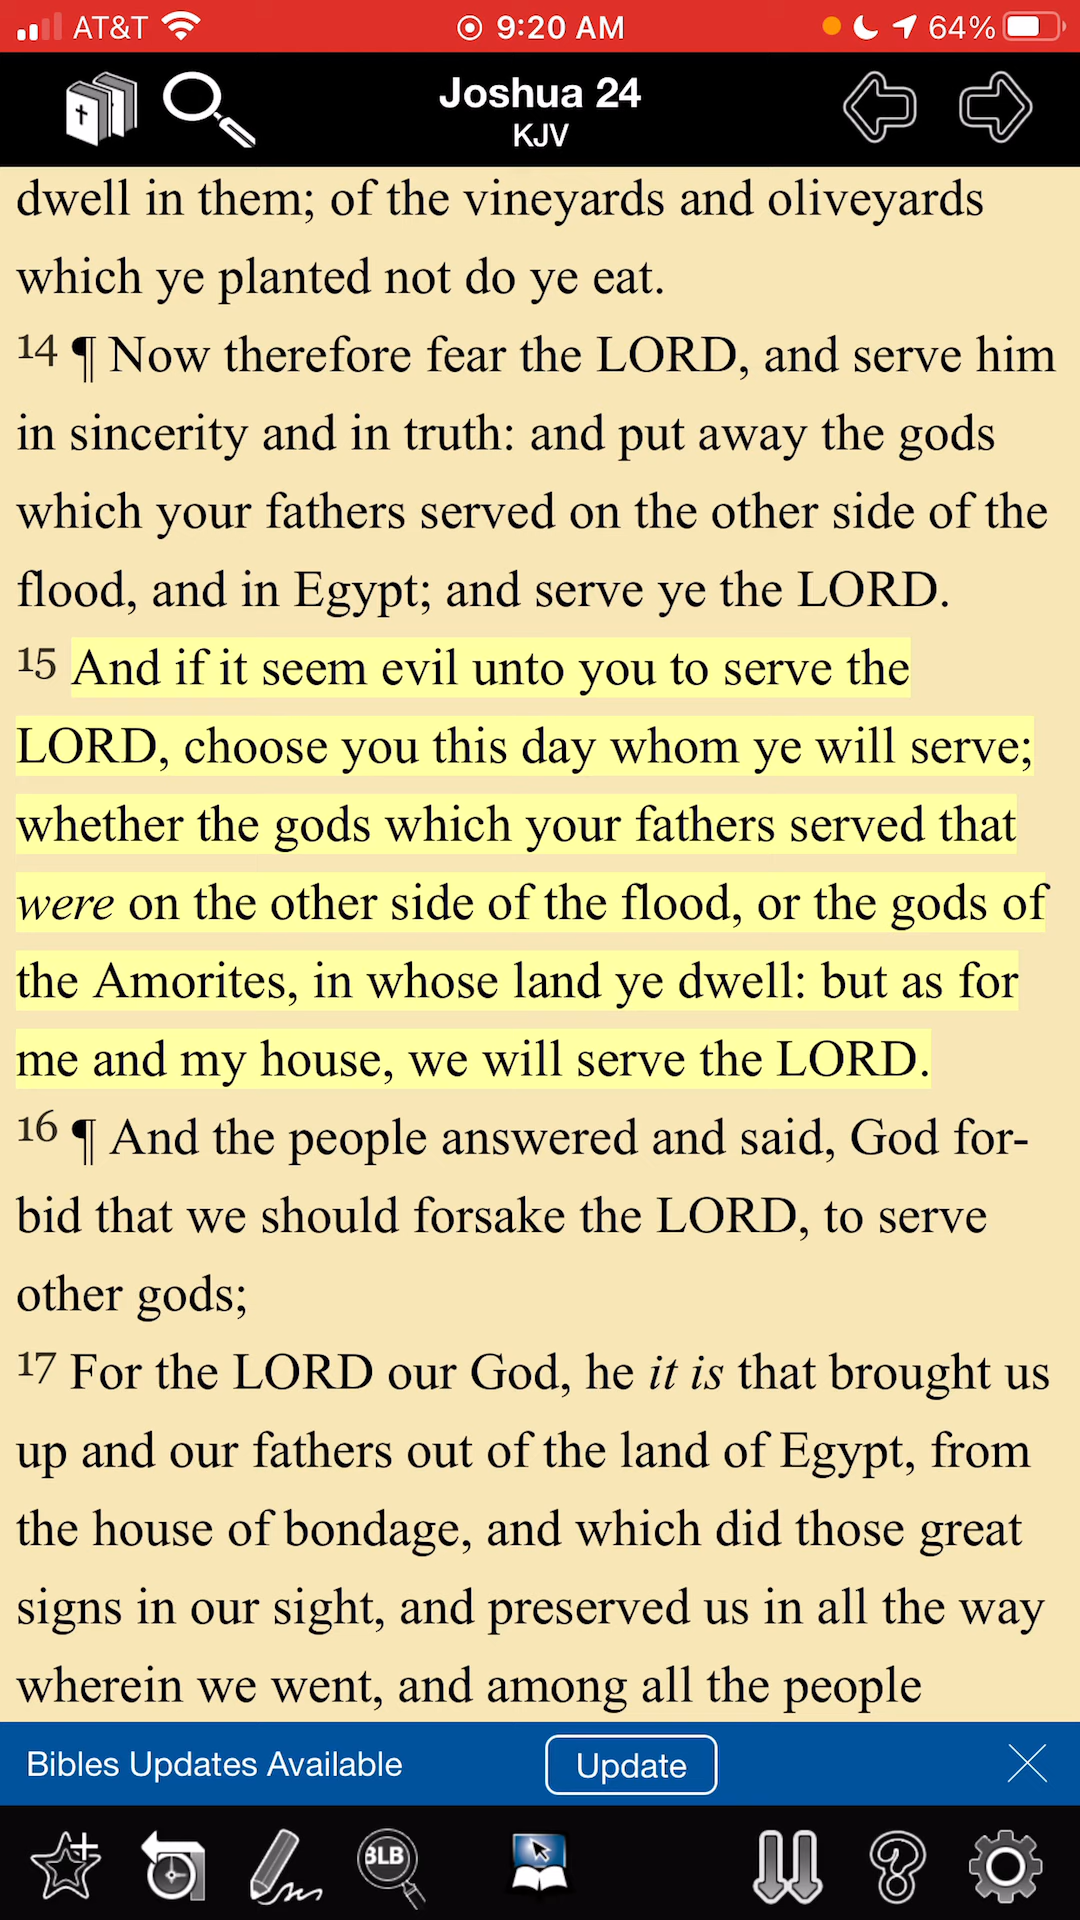 AT&T 9:20 AM 64%
Joshua 24
KJV
dwell in them; of the vineyards and oliveyards
which ye planted not do ye eat.
14 ¶ Now therefore fear the LORD, and serve him
in sincerity and in truth: and put away the gods
which your fathers served on the other side of the
flood, and in Egypt; and serve ye the LORD.
15 And if it seem evil unto you to serve the
LORD, choose you this day whom ye will serve;
whether the gods which your fathers served that
were on the other side of the flood, or the gods of
the Amorites, in whose land ye dwell: but as for
me and my house, we will serve the LORD.
16 ¶ And the people answered and said, God for-
bid that we should forsake the LORD, to serve
other gods;
17 For the LORD our God, he it is that brought us
up and our fathers out of the land of Egypt, from
the house of bondage, and which did those great
signs in our sight, and preserved us in all the way
wherein we went, and among all the people
Bibles Updates Available Update
BLB